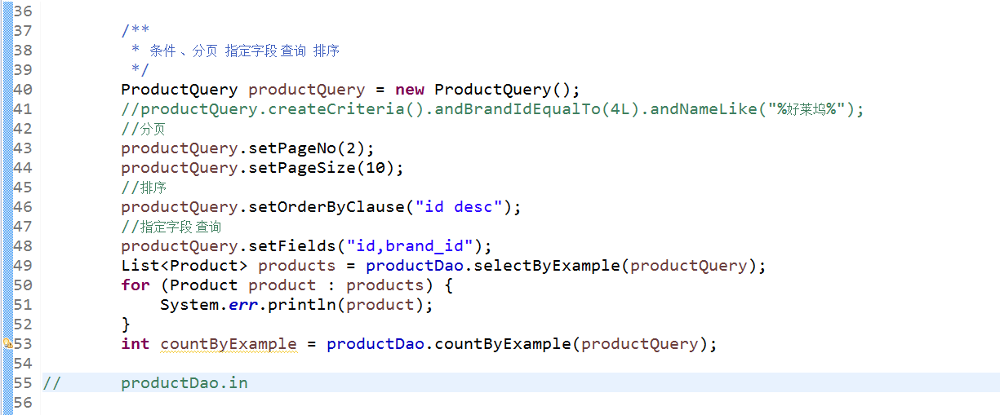 36
37 /**
38 * 条件 、分页 指定字段 查询 排序
39 */
40 ProductQuery productQuery = new ProductQuery();
41 //productQuery.createCriteria().andBrandIdEqualTo(4L).andNameLike("%好莱坞%");
42 //分页
43 productQuery.setPageNo(2);
44 productQuery.setPageSize(10);
45 //排序
46 productQuery.setOrderByClause("id desc");
47 //指定字段 查询
48 productQuery.setFields("id,brand_id");
49 List<Product> products = productDao.selectByExample(productQuery);
50 for (Product product : products) {
51 System.err.println(product);
52 }
53 int countByExample = productDao.countByExample(productQuery);
54
55 // productDao.in
56